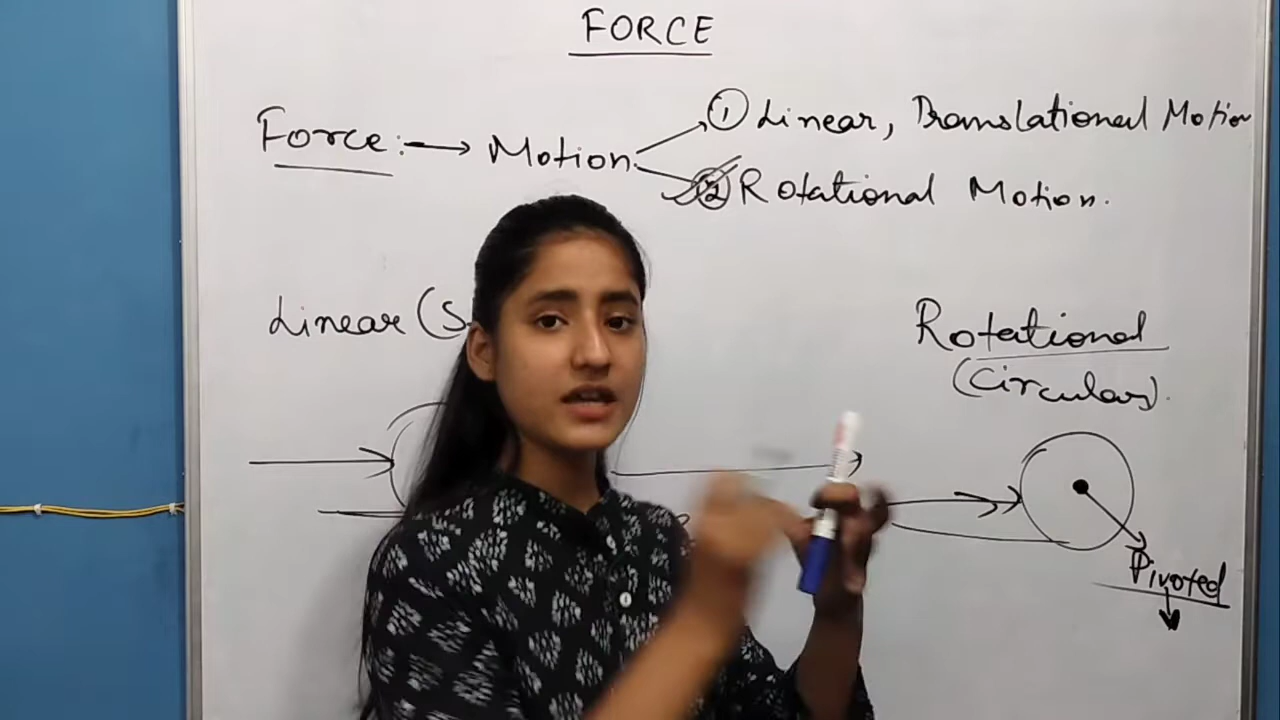 FORCE
Force: → Motion
① Linear, Translational Motion
② Rotational Motion.
Linear (S
Rotational
(Circular).
Pivoted